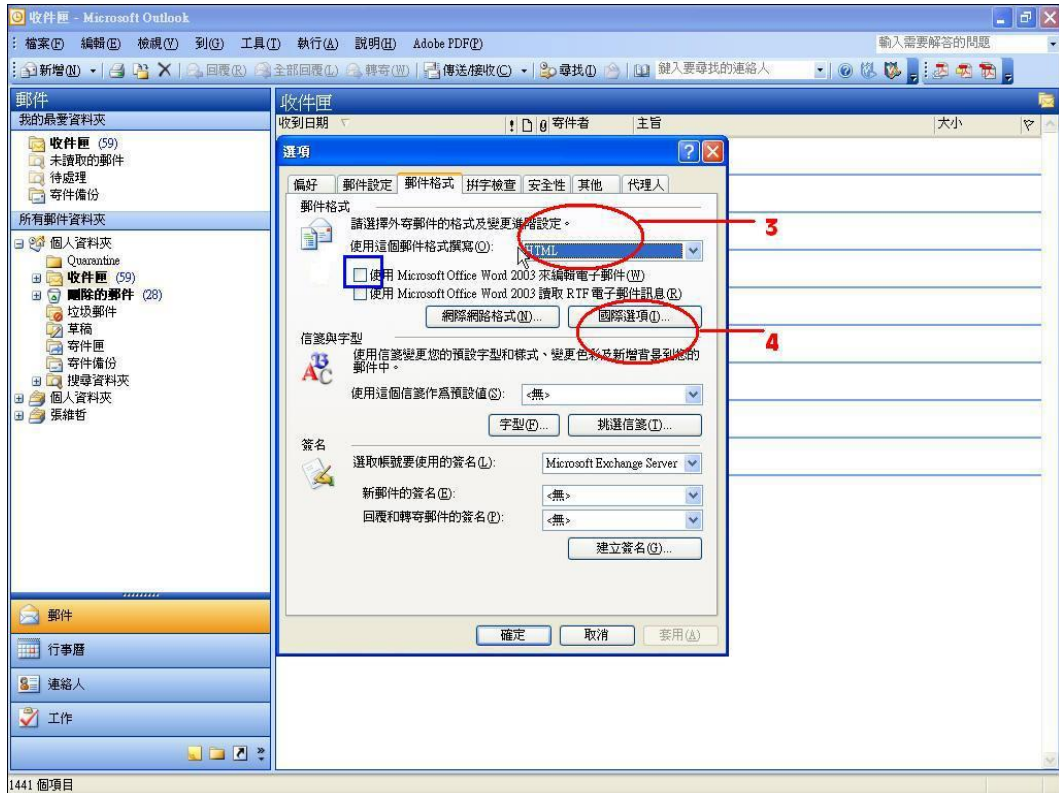 收件匣 - Microsoft Outlook
檔案(F) 編輯(E) 檢視(V) 到(G) 工具(T) 執行(A) 說明(H) Adobe PDF(P) 輸入需要解答的問題
新增(N) 回覆(R) 全部回覆(L) 轉寄(W) 傳送/接收(C) 尋找(I) 鍵入要尋找的連絡人
郵件
我的最愛資料夾
收件匣 (59)
未讀取的郵件
待處理
寄件備份
所有郵件資料夾
個人資料夾
Quarantine
收件匣 (59)
刪除的郵件 (28)
垃圾郵件
草稿
寄件匣
寄件備份
搜尋資料夾
個人資料夾
張維哲
郵件
行事曆
連絡人
工作
收件匣
收到日期 寄件者 主旨 大小
選項
偏好 郵件設定 郵件格式 拼字檢查 安全性 其他 代理人
郵件格式
請選擇外寄郵件的格式及變更進階設定。
使用這個郵件格式撰寫(O): HTML
使用 Microsoft Office Word 2003 來編輯電子郵件(W)
使用 Microsoft Office Word 2003 讀取 RTF 電子郵件訊息(R)
網際網路格式(N)... 國際選項(I)...
信箋與字型
使用信箋變更您的預設字型和樣式、變更色彩及新增背景到您的
郵件中。
使用這個信箋作為預設值(S): <無>
字型(F)... 挑選信箋(T)...
簽名
選取帳號要使用的簽名(L): Microsoft Exchange Server
新郵件的簽名(E): <無>
回覆和轉寄郵件的簽名(P): <無>
建立簽名(G)...
確定 取消 套用(A)
3
4
1441 個項目